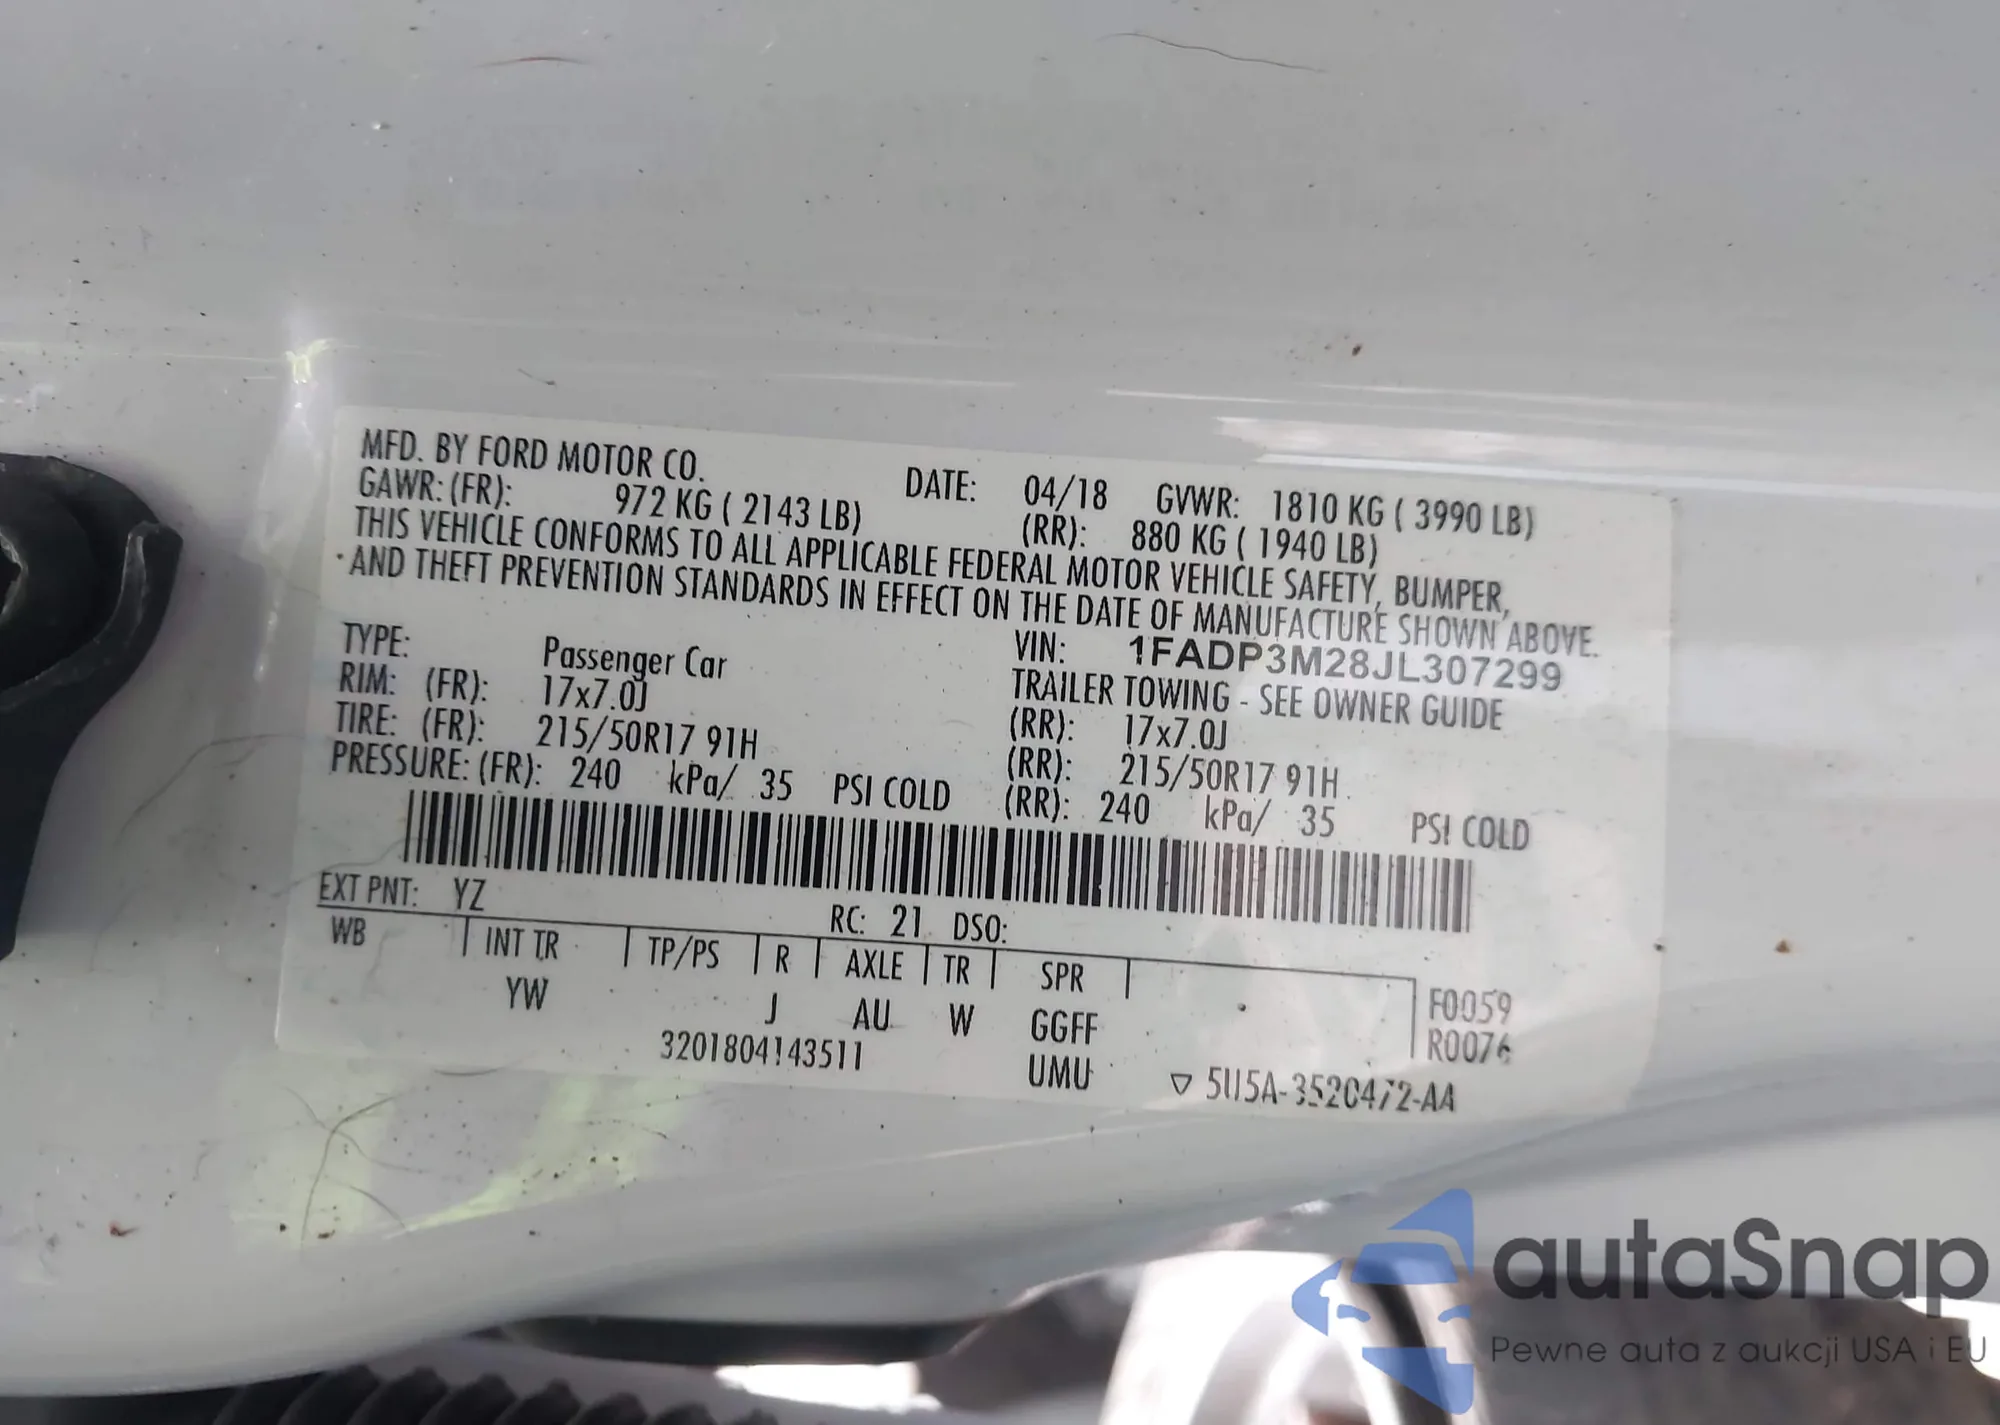 MFD. BY FORD MOTOR CO. DATE: 04/18 GVWR: 1810 KG ( 3990 LB)
GAWR: (FR): 972 KG ( 2143 LB) (RR): 880 KG ( 1940 LB)
THIS VEHICLE CONFORMS TO ALL APPLICABLE FEDERAL MOTOR VEHICLE SAFETY, BUMPER,
AND THEFT PREVENTION STANDARDS IN EFFECT ON THE DATE OF MANUFACTURE SHOWN ABOVE.
VIN: 1FADP3M28JL307299
TYPE: Passenger Car TRAILER TOWING - SEE OWNER GUIDE
RIM: (FR): 17x7.0J (RR): 17x7.0J
TIRE: (FR): 215/50R17 91H (RR): 215/50R17 91H
PRESSURE: (FR): 240 kPa/ 35 PSI COLD (RR): 240 kPa/ 35 PSI COLD
EXT PNT: YZ RC: 21 DSO:
WB INT TR TP/PS R AXLE TR SPR F0059
YW J AU W GGFF R0076
3201804143511 UMU ▽ 5U5A-3520472-AA
autaSnap
Pewne auta z aukcji USA i EU